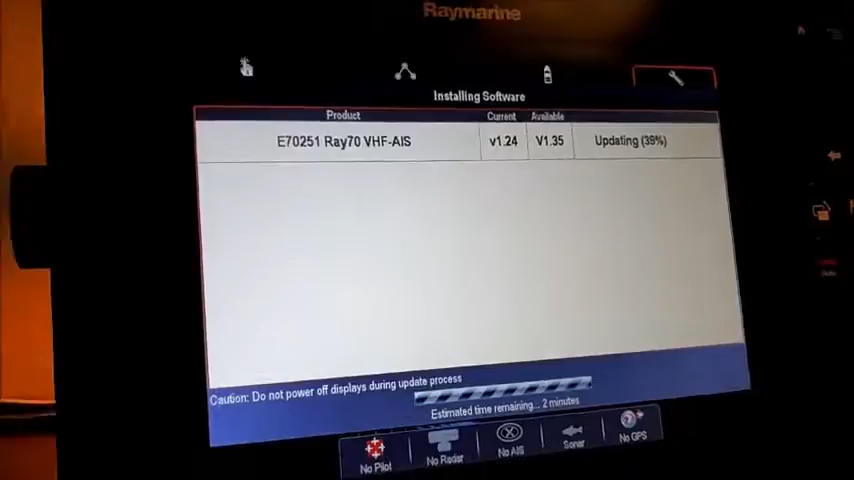 Raymarine
Installing Software
Product Current Available
E70251 Ray70 VHF-AIS v1.24 V1.35 Updating (39%)
Caution: Do not power off displays during update process
Estimated time remaining... 2 minutes
No Pilot No Radar No AIS Sonar No GPS